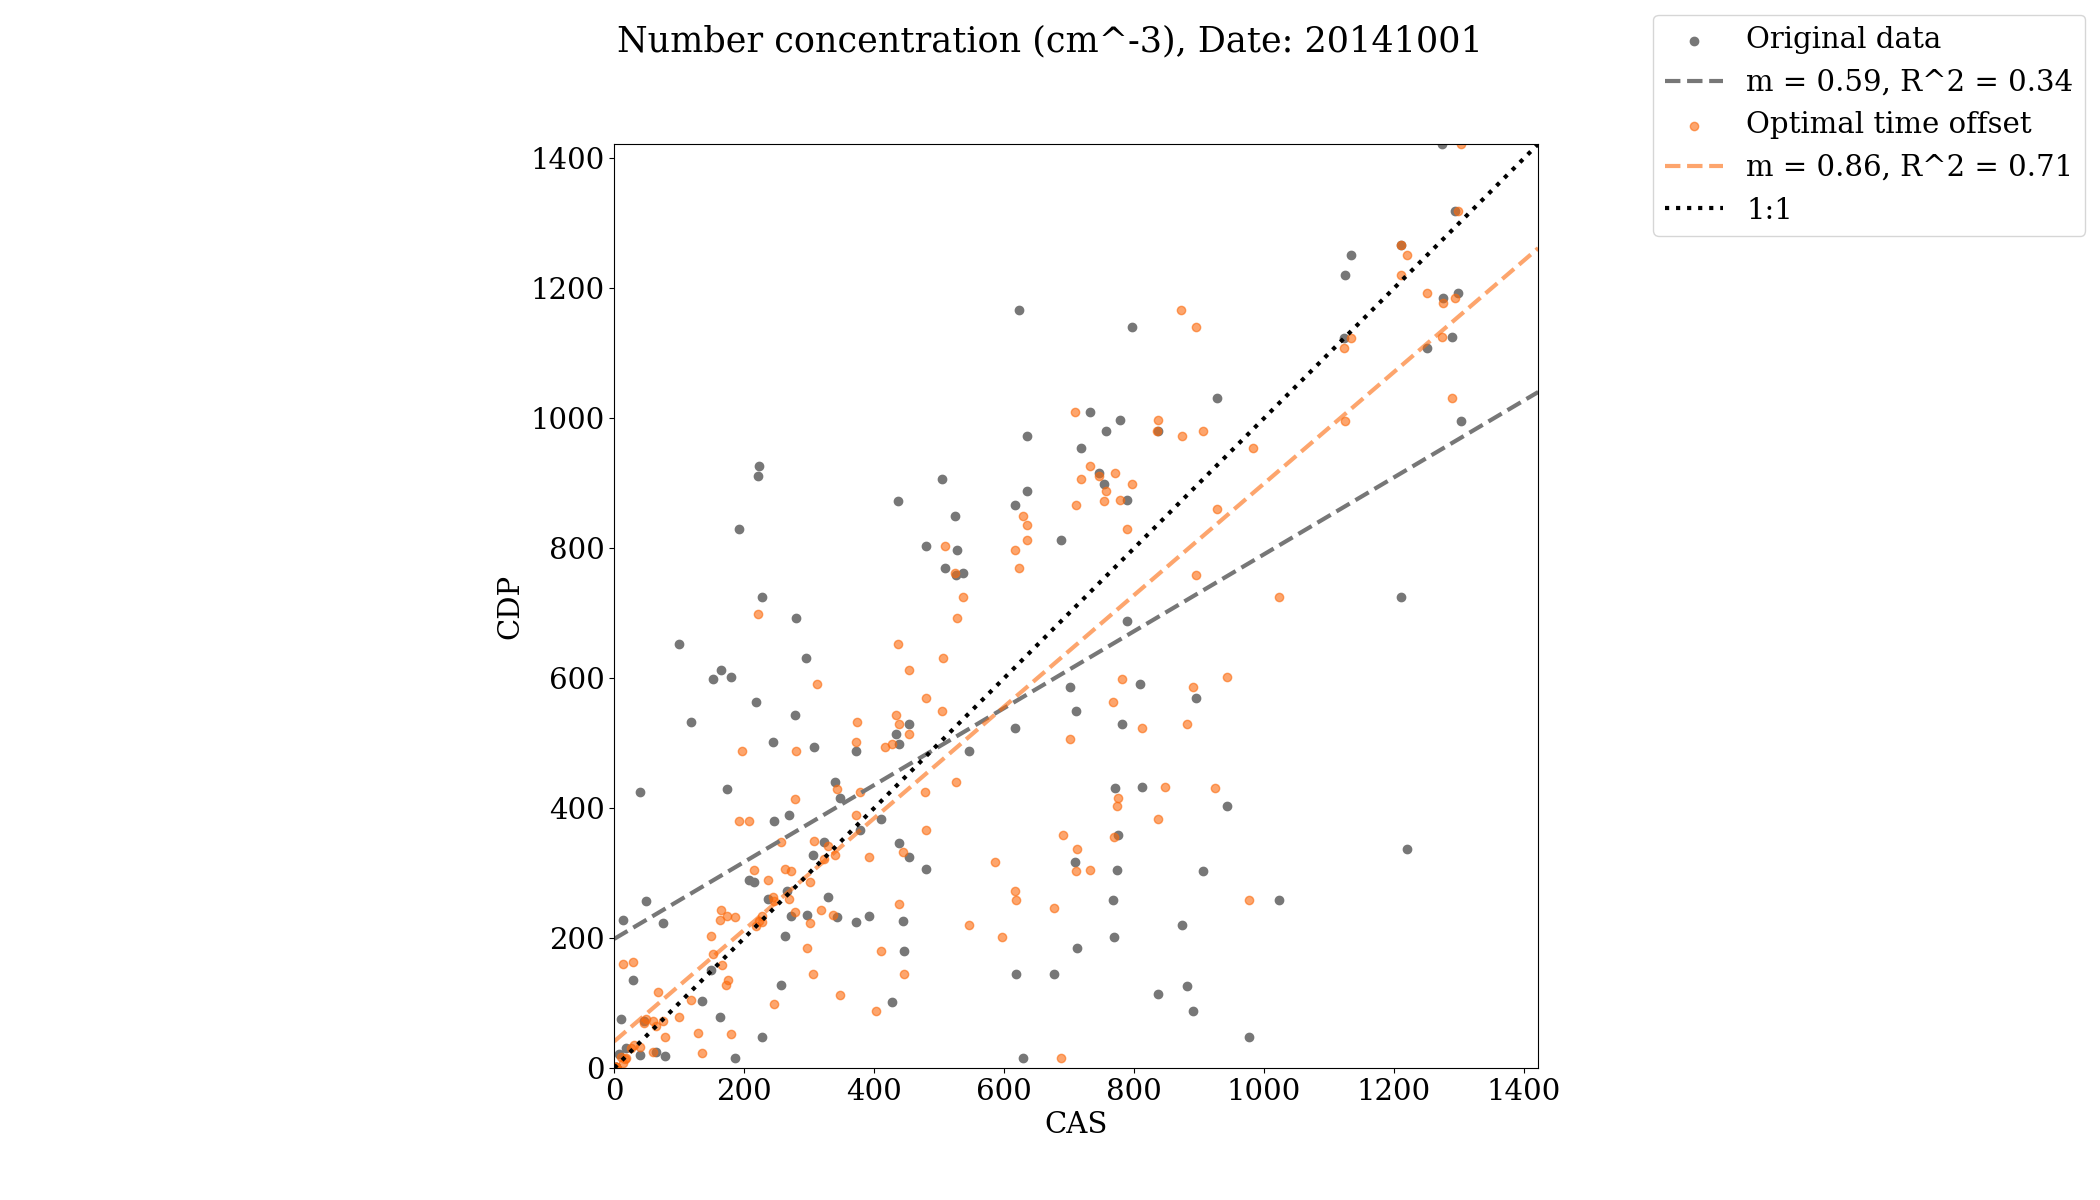 Number concentration (cm^-3), Date: 20141001
Original data
m = 0.59, R^2 = 0.34
Optimal time offset
m = 0.86, R^2 = 0.71
1:1
1400
1200
1000
800
600
400
200
0
CDP
0 200 400 600 800 1000 1200 1400
CAS